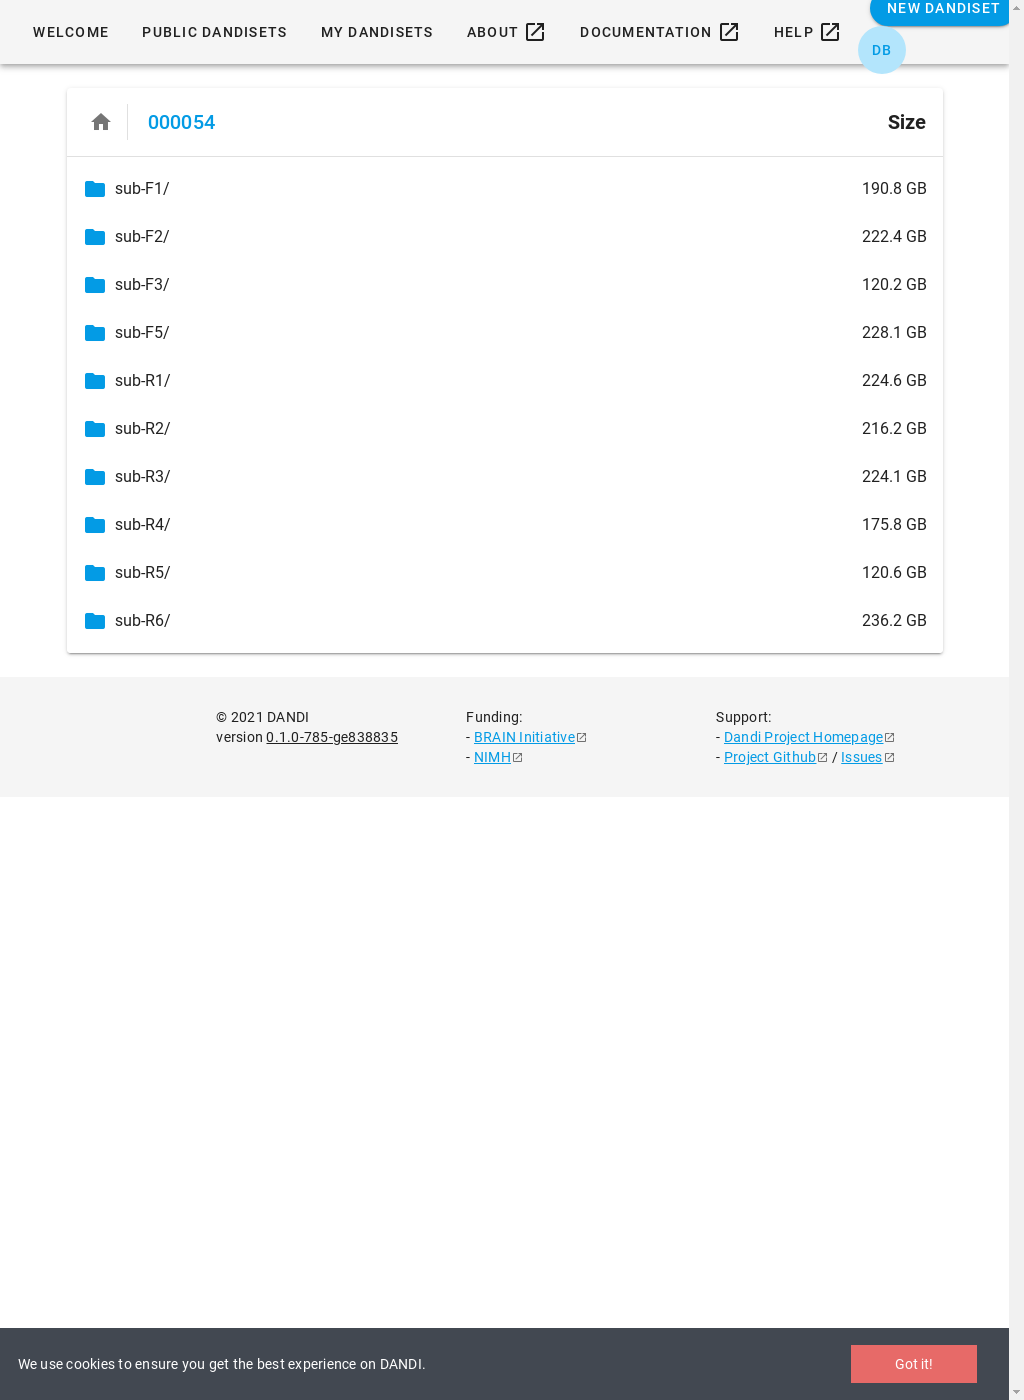 WELCOME PUBLIC DANDISETS MY DANDISETS ABOUT DOCUMENTATION HELP NEW DANDISET
DB
000054 Size
sub-F1/ 190.8 GB
sub-F2/ 222.4 GB
sub-F3/ 120.2 GB
sub-F5/ 228.1 GB
sub-R1/ 224.6 GB
sub-R2/ 216.2 GB
sub-R3/ 224.1 GB
sub-R4/ 175.8 GB
sub-R5/ 120.6 GB
sub-R6/ 236.2 GB
© 2021 DANDI
version 0.1.0-785-ge838835
Funding:
- BRAIN Initiative
- NIMH
Support:
- Dandi Project Homepage
- Project Github / Issues
We use cookies to ensure you get the best experience on DANDI. Got it!